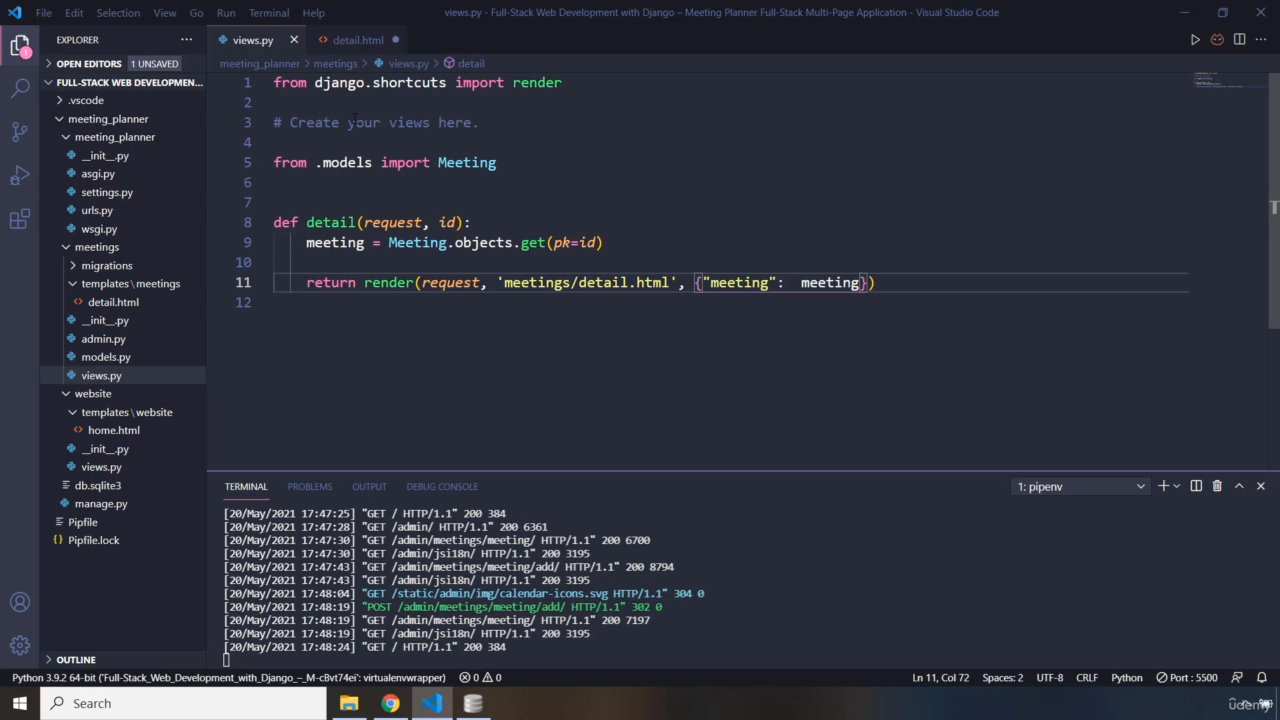 File Edit Selection View Go Run Terminal Help
views.py - Full-Stack Web Development with Django – Meeting Planner Full-Stack Multi-Page Application - Visual Studio Code
EXPLORER
OPEN EDITORS 1 UNSAVED
FULL-STACK WEB DEVELOPMEN...
.vscode
meeting_planner
meeting_planner
__init__.py
asgi.py
settings.py
urls.py
wsgi.py
meetings
migrations
templates\meetings
detail.html
__init__.py
admin.py
models.py
views.py
website
templates\website
home.html
__init__.py
views.py
db.sqlite3
manage.py
Pipfile
Pipfile.lock
OUTLINE
1
views.py detail.html
meeting_planner meetings views.py detail
1 from django.shortcuts import render
2
3 # Create your views here.
4
5 from .models import Meeting
6
7
8 def detail(request, id):
9 meeting = Meeting.objects.get(pk=id)
10
11 return render(request, 'meetings/detail.html', {"meeting":  meeting})
12
TERMINAL PROBLEMS OUTPUT DEBUG CONSOLE 1: pipenv
[20/May/2021 17:47:25] "GET / HTTP/1.1" 200 384
[20/May/2021 17:47:28] "GET /admin/ HTTP/1.1" 200 6361
[20/May/2021 17:47:30] "GET /admin/meetings/meeting/ HTTP/1.1" 200 6700
[20/May/2021 17:47:30] "GET /admin/jsi18n/ HTTP/1.1" 200 3195
[20/May/2021 17:47:43] "GET /admin/meetings/meeting/add/ HTTP/1.1" 200 8794
[20/May/2021 17:47:43] "GET /admin/jsi18n/ HTTP/1.1" 200 3195
[20/May/2021 17:48:04] "GET /static/admin/img/calendar-icons.svg HTTP/1.1" 304 0
[20/May/2021 17:48:19] "POST /admin/meetings/meeting/add/ HTTP/1.1" 302 0
[20/May/2021 17:48:19] "GET /admin/meetings/meeting/ HTTP/1.1" 200 7197
[20/May/2021 17:48:19] "GET /admin/jsi18n/ HTTP/1.1" 200 3195
[20/May/2021 17:48:24] "GET / HTTP/1.1" 200 384
Python 3.9.2 64-bit ('Full-Stack_Web_Development_with_Django_-_M-c8vt74ei': virtualenvwrapper) 0 0 Ln 11, Col 72 Spaces: 2 UTF-8 CRLF Python Port : 5500
Search
udemy